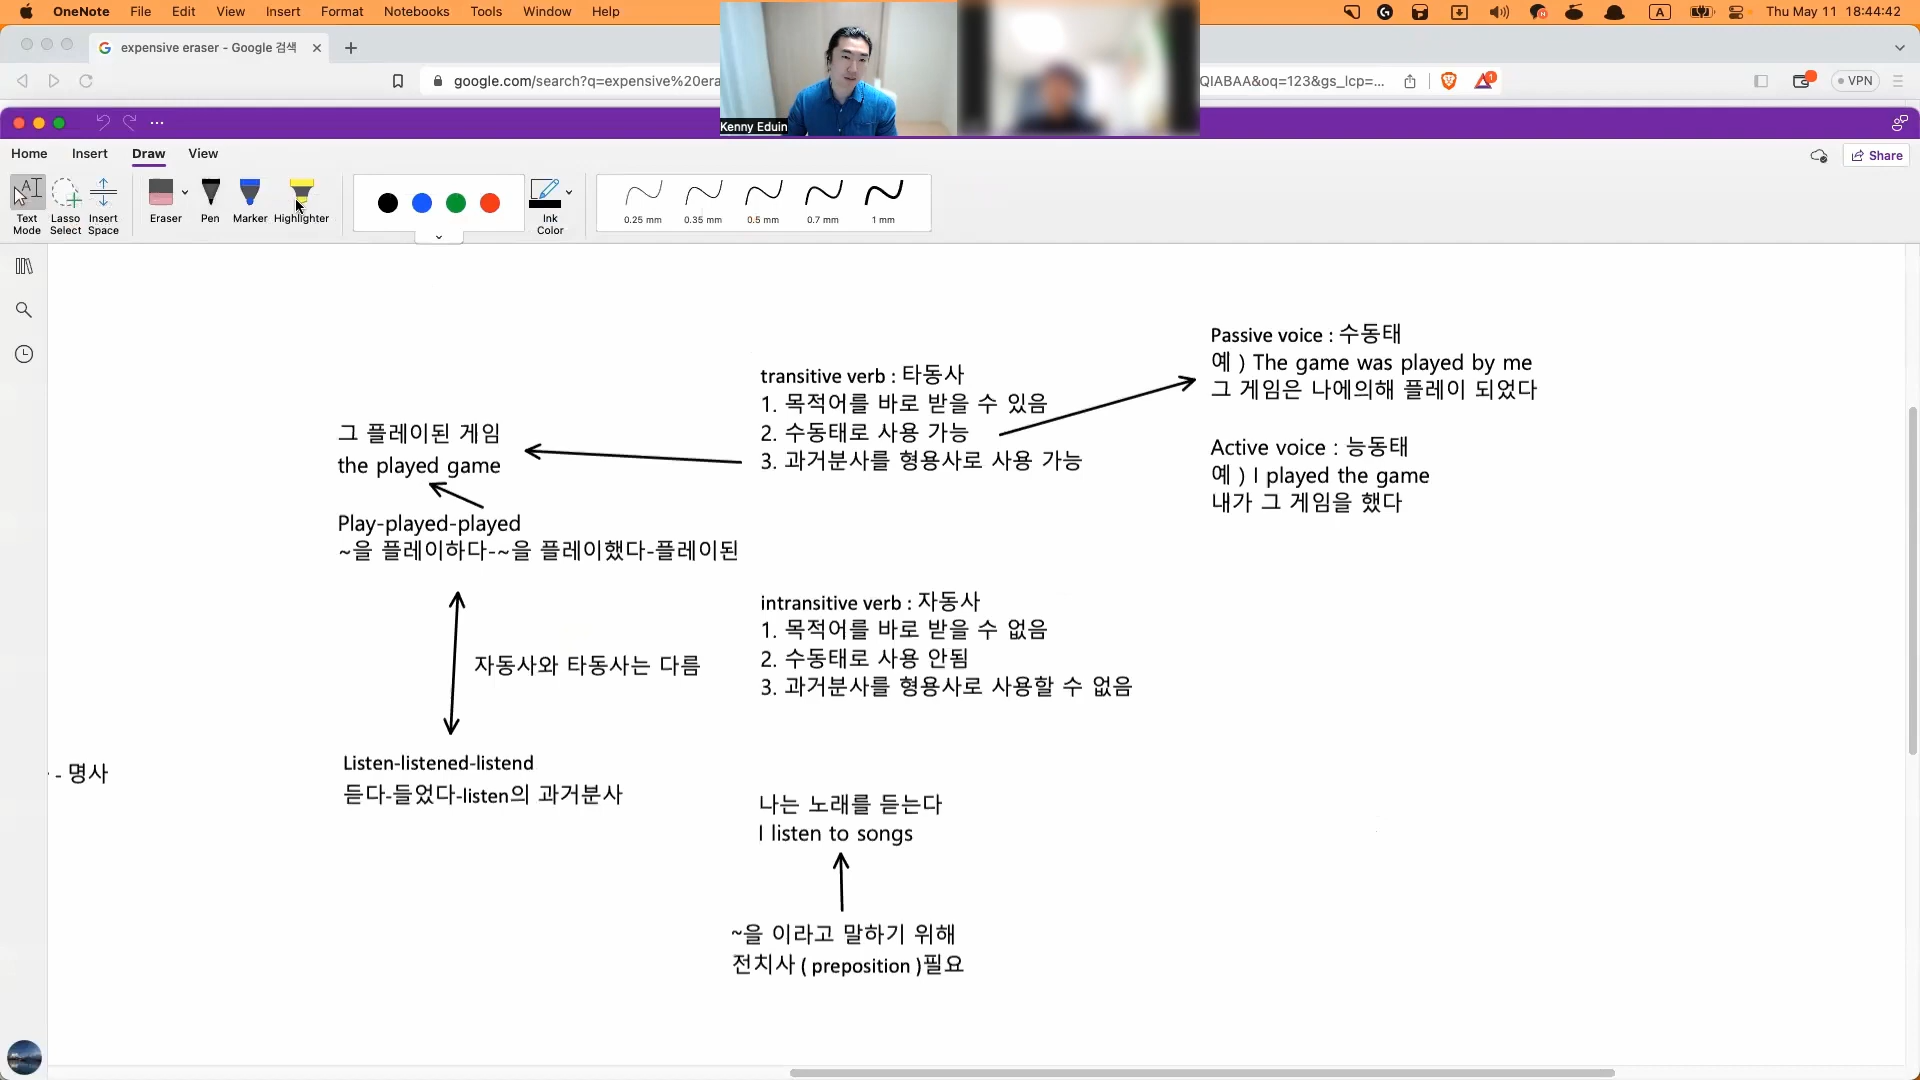 OneNote File Edit View Insert Format Notebooks Tools Window Help
A
Thu May 11 18:44:42
expensive eraser - Google 검색
google.com/search?q=expensive%20era
QIABAA&oq=123&gs_lcp=...
1
VPN
Kenny Eduin
Home Insert Draw View
Share
Text Mode
Lasso Select
Insert Space
Eraser
Pen
Marker
Highlighter
Ink Color
0.25 mm
0.35 mm
0.5 mm
0.7 mm
1 mm
Passive voice : 수동태
예 ) The game was played by me
그 게임은 나에의해 플레이 되었다
Active voice : 능동태
예 ) I played the game
내가 그 게임을 했다
transitive verb : 타동사
1. 목적어를 바로 받을 수 있음
2. 수동태로 사용 가능
3. 과거분사를 형용사로 사용 가능
그 플레이된 게임
the played game
Play-played-played
~을 플레이하다-~을 플레이했다-플레이된
intransitive verb : 자동사
1. 목적어를 바로 받을 수 없음
2. 수동태로 사용 안됨
3. 과거분사를 형용사로 사용할 수 없음
자동사와 타동사는 다름
Listen-listened-listend
듣다-들었다-listen의 과거분사
- 명사
나는 노래를 듣는다
I listen to songs
~을 이라고 말하기 위해
전치사 ( preposition )필요